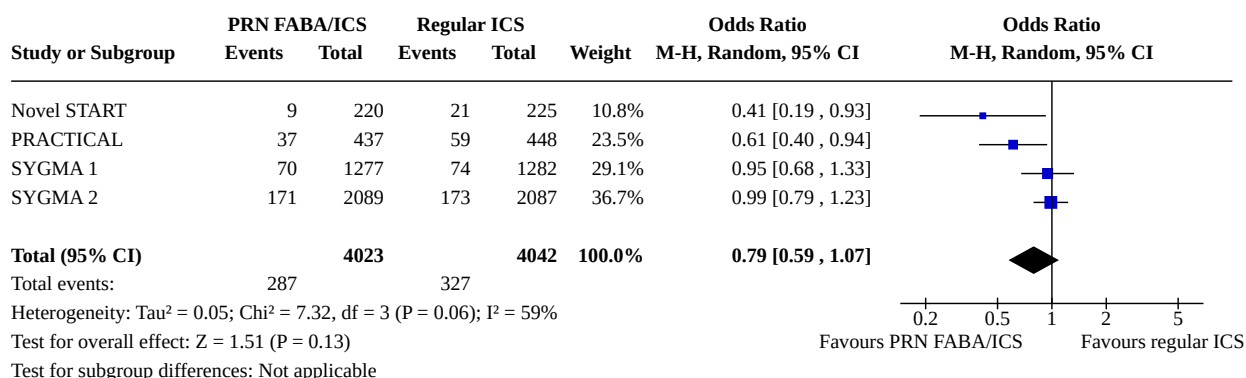 PRN FABA/ICS Regular ICS Odds Ratio Odds Ratio
Study or Subgroup Events Total Events Total Weight M-H, Random, 95% CI M-H, Random, 95% CI
Novel START 9 220 21 225 10.8% 0.41 [0.19 , 0.93]
PRACTICAL 37 437 59 448 23.5% 0.61 [0.40 , 0.94]
SYGMA 1 70 1277 74 1282 29.1% 0.95 [0.68 , 1.33]
SYGMA 2 171 2089 173 2087 36.7% 0.99 [0.79 , 1.23]
Total (95% CI) 4023 4042 100.0% 0.79 [0.59 , 1.07]
Total events: 287 327
Heterogeneity: Tau² = 0.05; Chi² = 7.32, df = 3 (P = 0.06); I² = 59%
0.2 0.5 1 2 5
Test for overall effect: Z = 1.51 (P = 0.13) Favours PRN FABA/ICS Favours regular ICS
Test for subgroup differences: Not applicable